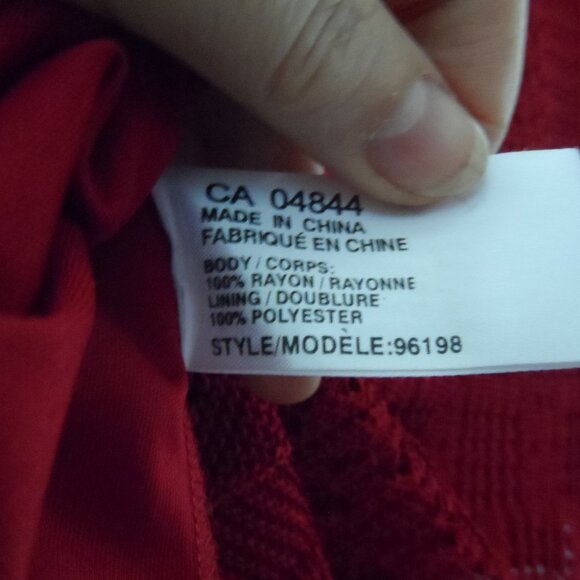 CA 04844
MADE IN CHINA
FABRIQUÉ EN CHINE
BODY / CORPS:
100% RAYON / RAYONNE
LINING / DOUBLURE
100% POLYESTER
STYLE/MODÈLE:96198